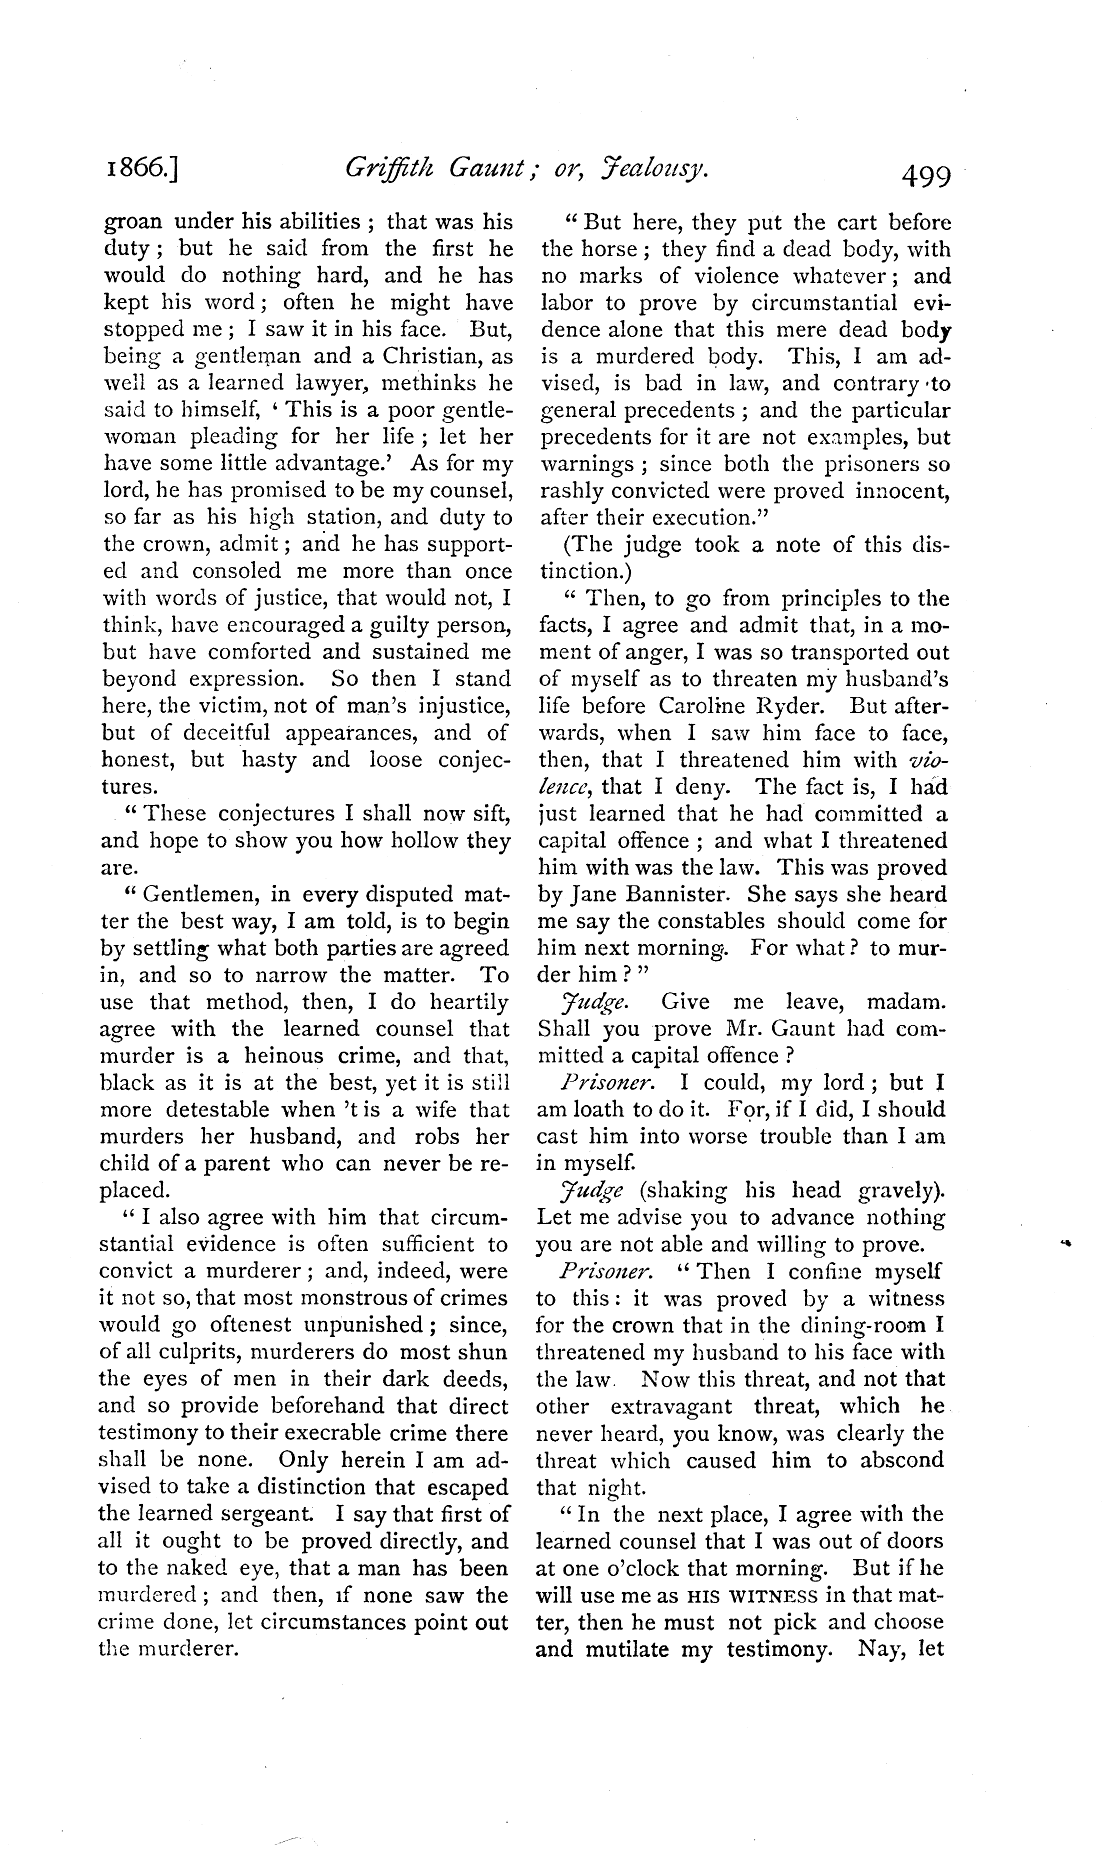 1866.] Griffith Gaunt; or, Jealousy. 499
groan under his abilities ; that was his
duty ; but he said from the first he
would do nothing hard, and he has
kept his word ; often he might have
stopped me ; I saw it in his face. But,
being a gentleman and a Christian, as
well as a learned lawyer, methinks he
said to himself, ‘ This is a poor gentle-
woman pleading for her life ; let her
have some little advantage.’ As for my
lord, he has promised to be my counsel,
so far as his high station, and duty to
the crown, admit ; and he has support-
ed and consoled me more than once
with words of justice, that would not, I
think, have encouraged a guilty person,
but have comforted and sustained me
beyond expression. So then I stand
here, the victim, not of man’s injustice,
but of deceitful appearances, and of
honest, but hasty and loose conjec-
tures.
“ These conjectures I shall now sift,
and hope to show you how hollow they
are.
“ Gentlemen, in every disputed mat-
ter the best way, I am told, is to begin
by settling what both parties are agreed
in, and so to narrow the matter. To
use that method, then, I do heartily
agree with the learned counsel that
murder is a heinous crime, and that,
black as it is at the best, yet it is still
more detestable when ’t is a wife that
murders her husband, and robs her
child of a parent who can never be re-
placed.
“ I also agree with him that circum-
stantial evidence is often sufficient to
convict a murderer ; and, indeed, were
it not so, that most monstrous of crimes
would go oftenest unpunished ; since,
of all culprits, murderers do most shun
the eyes of men in their dark deeds,
and so provide beforehand that direct
testimony to their execrable crime there
shall be none. Only herein I am ad-
vised to take a distinction that escaped
the learned sergeant. I say that first of
all it ought to be proved directly, and
to the naked eye, that a man has been
murdered ; and then, if none saw the
crime done, let circumstances point out
the murderer.
“ But here, they put the cart before
the horse ; they find a dead body, with
no marks of violence whatever ; and
labor to prove by circumstantial evi-
dence alone that this mere dead body
is a murdered body. This, I am ad-
vised, is bad in law, and contrary to
general precedents ; and the particular
precedents for it are not examples, but
warnings ; since both the prisoners so
rashly convicted were proved innocent,
after their execution.”
(The judge took a note of this dis-
tinction.)
“ Then, to go from principles to the
facts, I agree and admit that, in a mo-
ment of anger, I was so transported out
of myself as to threaten my husband’s
life before Caroline Ryder. But after-
wards, when I saw him face to face,
then, that I threatened him with vio-
lence, that I deny. The fact is, I had
just learned that he had committed a
capital offence ; and what I threatened
him with was the law. This was proved
by Jane Bannister. She says she heard
me say the constables should come for
him next morning. For what ? to mur-
der him ? ”
Judge. Give me leave, madam.
Shall you prove Mr. Gaunt had com-
mitted a capital offence ?
Prisoner. I could, my lord ; but I
am loath to do it. For, if I did, I should
cast him into worse trouble than I am
in myself.
Judge (shaking his head gravely).
Let me advise you to advance nothing
you are not able and willing to prove.
Prisoner. “ Then I confine myself
to this : it was proved by a witness
for the crown that in the dining-room I
threatened my husband to his face with
the law. Now this threat, and not that
other extravagant threat, which he
never heard, you know, was clearly the
threat which caused him to abscond
that night.
“ In the next place, I agree with the
learned counsel that I was out of doors
at one o’clock that morning. But if he
will use me as HIS WITNESS in that mat-
ter, then he must not pick and choose
and mutilate my testimony. Nay, let